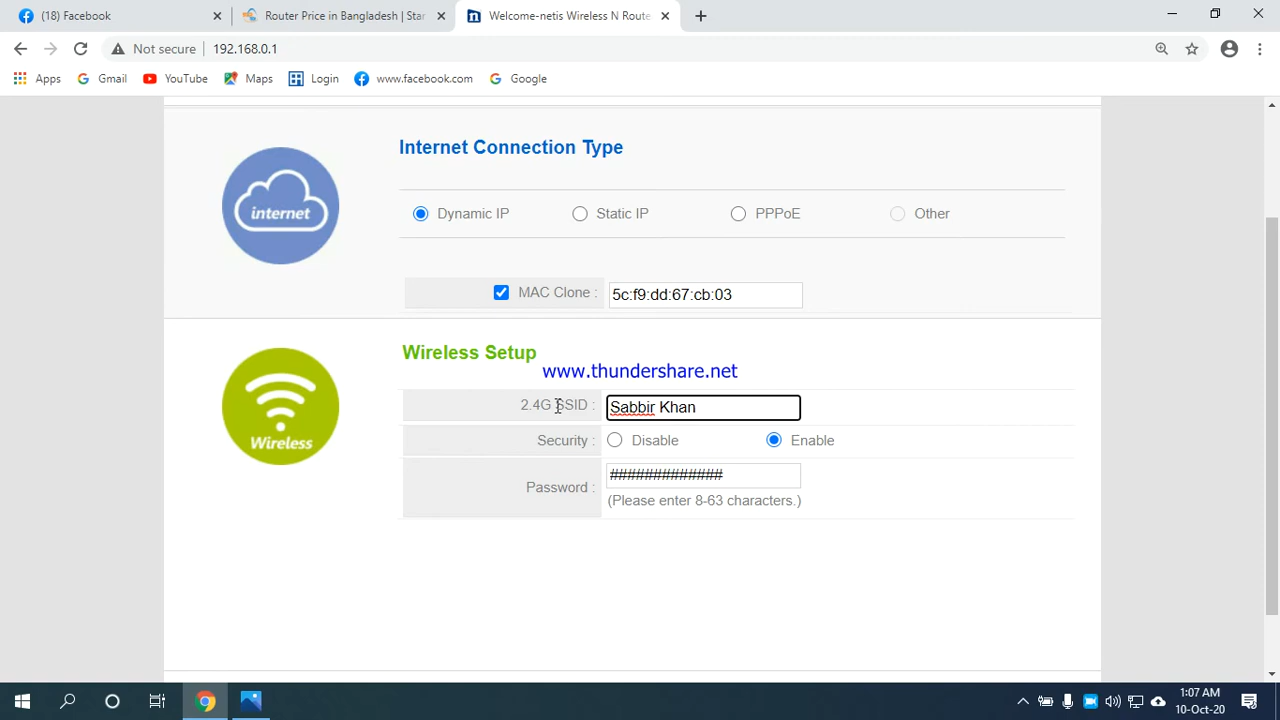 (18) Facebook
Router Price in Bangladesh | Star
Welcome-netis Wireless N Route
Not secure
192.168.0.1
Apps
Gmail
YouTube
Maps
Login
www.facebook.com
Google
Internet Connection Type
internet
Dynamic IP
Static IP
PPPoE
Other
MAC Clone :
5c:f9:dd:67:cb:03
Wireless Setup
www.thundershare.net
Wireless
2.4G SSID :
Sabbir Khan
Security :
Disable
Enable
Password :
##############
(Please enter 8-63 characters.)
1:07 AM
10-Oct-20